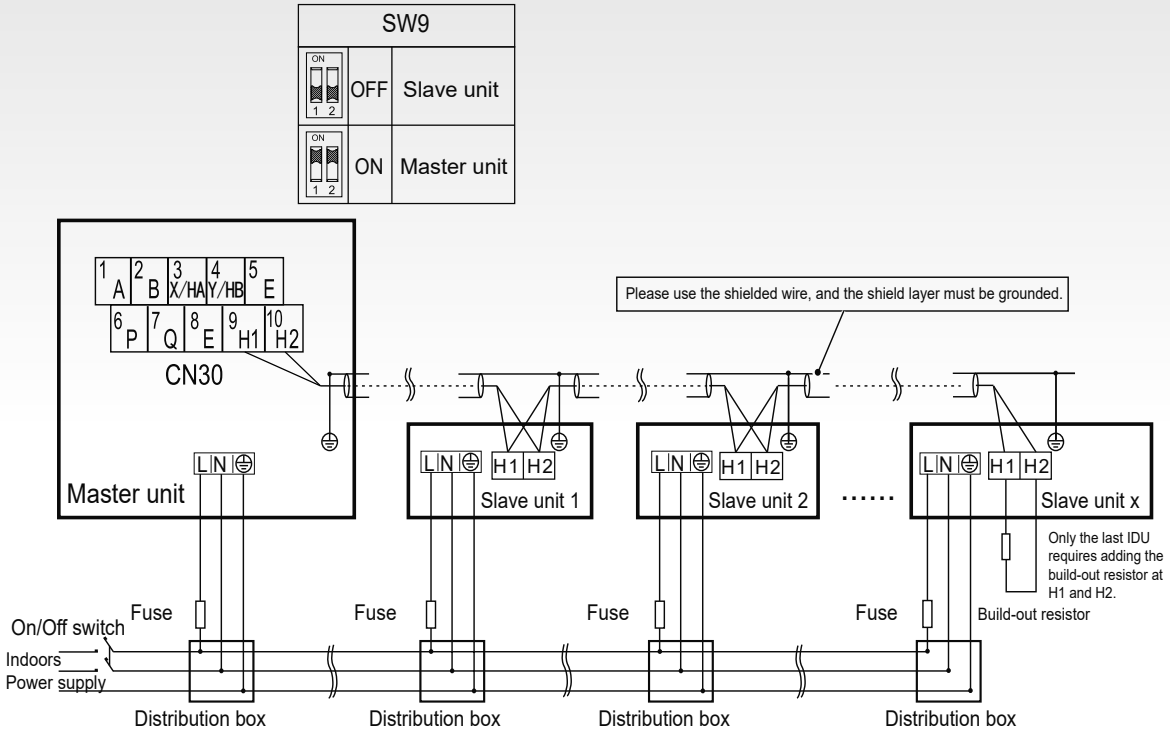 SW9
ON
1 2
OFF
Slave unit
ON
1 2
ON
Master unit
1 A 2 B 3 X/HA 4 Y/HB 5 E
6 P 7 Q 8 E 9 H1 10 H2
CN30
Please use the shielded wire, and the shield layer must be grounded.
L N
Master unit
L N
H1 H2
Slave unit 1
L N
H1 H2
Slave unit 2
......
L N
H1 H2
Slave unit x
Only the last IDU
requires adding the
build-out resistor at
H1 and H2.
Build-out resistor
Fuse
Fuse
Fuse
Fuse
On/Off switch
Indoors
Power supply
Distribution box
Distribution box
Distribution box
Distribution box